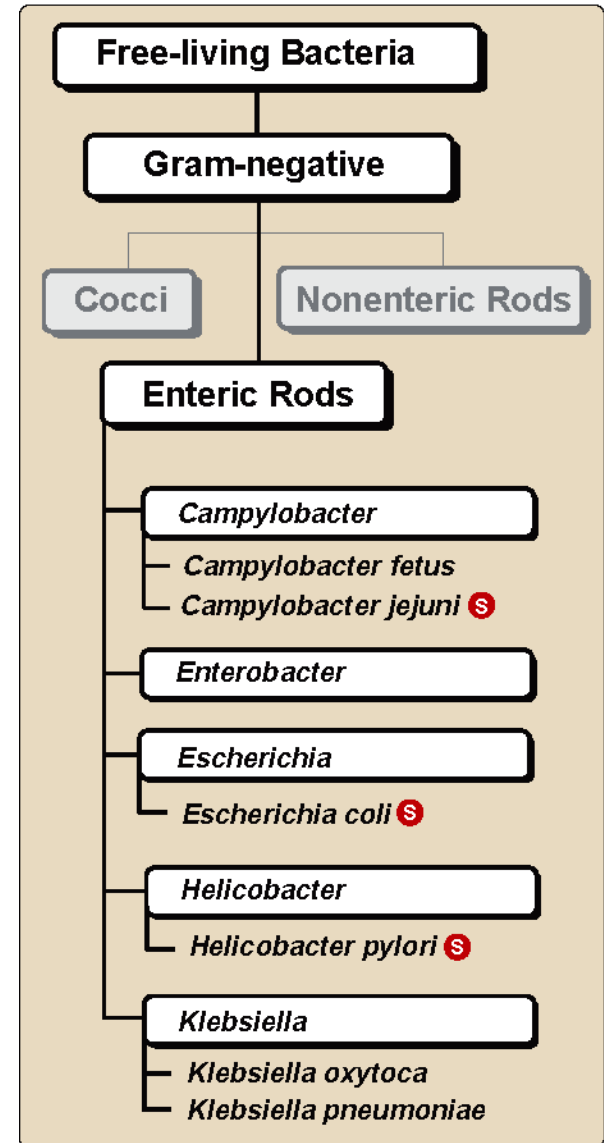 Free-living Bacteria
Gram-negative
Cocci
Nonenteric Rods
Enteric Rods
Campylobacter
Campylobacter fetus
Campylobacter jejuni S
Enterobacter
Escherichia
Escherichia coli S
Helicobacter
Helicobacter pylori S
Klebsiella
Klebsiella oxytoca
Klebsiella pneumoniae